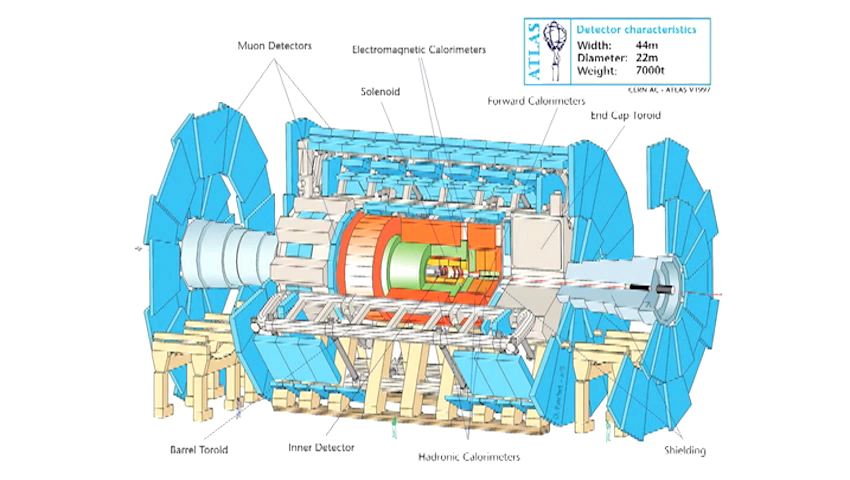 ATLAS
Detector characteristics
Width: 44m
Diameter: 22m
Weight: 7000t
CERN AC - ATLAS V1997
Muon Detectors
Electromagnetic Calorimeters
Solenoid
Forward Calorimeters
End Cap Toroid
Barrel Toroid
Inner Detector
Hadronic Calorimeters
Shielding